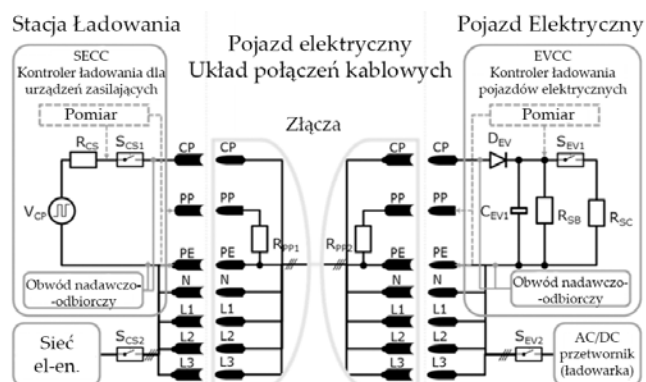 Stacja Ładowania
Pojazd Elektryczny
Pojazd elektryczny
Układ połączeń kablowych
SECC
Kontroler ładowania dla
urządzeń zasilających
Pomiar
EVCC
Kontroler ładowania
pojazdów elektrycznych
Pomiar
Złącza
RCS
SCS1
CP
CP
CP
CP
DEV
SEV1
VCP
PP
PP
PP
PP
RPP1
RPP2
CEV1
RSB
RSC
PE
PE
PE
PE
Obwód nadawczo-
-odbiorczy
N
N
N
N
Obwód nadawczo-
-odbiorczy
L1
L1
L1
L1
Sieć
el-en.
SCS2
L2
L2
L2
L2
SEV2
AC/DC
przetwornik
(ładowarka)
L3
L3
L3
L3